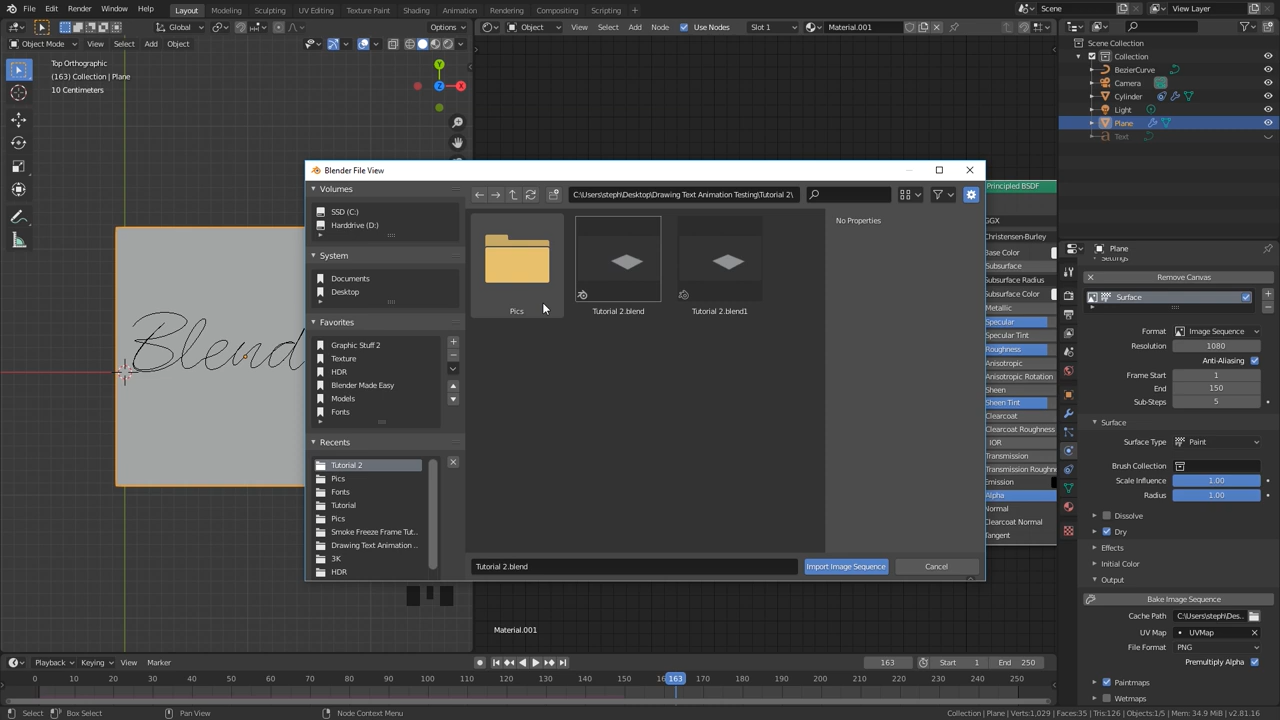 File Edit Render Window Help Layout Modeling Sculpting UV Editing Texture Paint Shading Animation Rendering Compositing Scripting + Scene View Layer
Global Options Object View Select Add Node Use Nodes Slot 1 Material.001
Object Mode View Select Add Object
Scene Collection
Collection
BezierCurve
Camera
Cylinder
Light
Plane
Text
Top Orthographic
(163) Collection | Plane
10 Centimeters
Y
X
Z
Blend
Blender File View
Volumes
SSD (C:)
Harddrive (D:)
System
Documents
Desktop
Favorites
Graphic Stuff 2
Texture
HDR
Blender Made Easy
Models
Fonts
Recents
Tutorial 2
Pics
Fonts
Tutorial
Pics
Smoke Freeze Frame Tut...
Drawing Text Animation ...
3K
HDR
C:\Users\steph\Desktop\Drawing Text Animation Testing\Tutorial 2\
No Properties
Pics
Tutorial 2.blend
Tutorial 2.blend1
Tutorial 2.blend
Import Image Sequence
Cancel
Principled BSDF
GGX
Christensen-Burley
Base Color
Subsurface
Subsurface Radius
Subsurface Color
Metallic
Specular
Specular Tint
Roughness
Anisotropic
Anisotropic Rotation
Sheen
Sheen Tint
Clearcoat
Clearcoat Roughness
IOR
Transmission
Transmission Roughn
Emission
Alpha
Normal
Clearcoat Normal
Tangent
Material.001
Plane
Settings
Remove Canvas
Surface
Format Image Sequence
Resolution 1080
Anti-Aliasing
Frame Start 1
End 150
Sub-Steps 5
Surface
Surface Type Paint
Brush Collection
Scale Influence 1.00
Radius 1.00
Dissolve
Dry
Effects
Initial Color
Output
Bake Image Sequence
Cache Path C:\Users\steph\Des...
UV Map UVMap
File Format PNG
Premultiply Alpha
Paintmaps
Wetmaps
Playback Keying View Marker 163 Start 1 End 250
0 10 20 30 40 50 60 70 80 90 100 110 120 130 140 150 163 170 180 190 200 210 220 230 240 250
Select Box Select Pan View Node Context Menu Collection | Plane | Verts:1,029 | Faces:35 | Tris:126 | Objects:1/5 | Mem: 34.9 MiB | v2.81.16